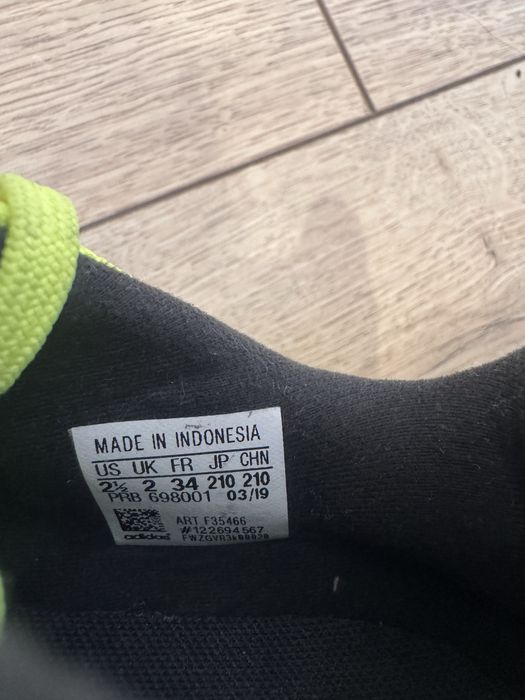 MADE IN INDONESIA
US UK FR JP CHN
2½ 2 34 210 210
PRB 698001 03/19
ART F35466
#122694567
adidas